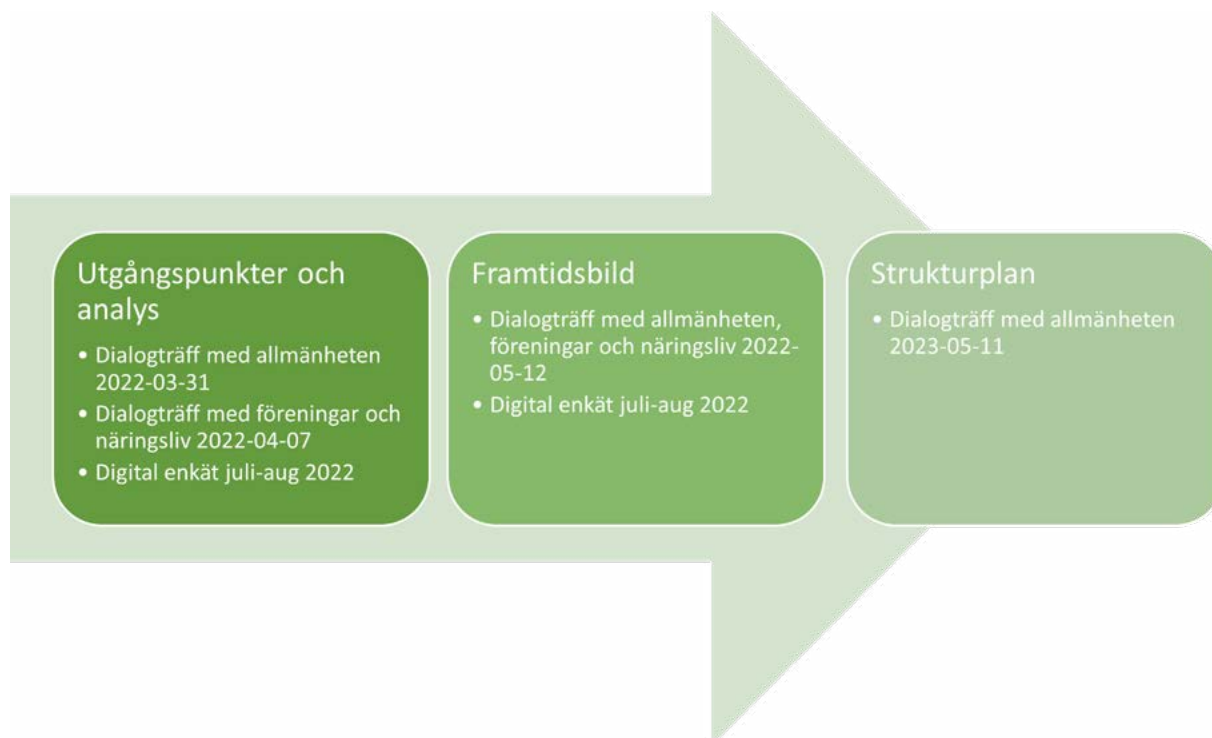 Utgångspunkter och
analys
• Dialogträff med allmänheten
2022-03-31
• Dialogträff med föreningar och
näringsliv 2022-04-07
• Digital enkät juli-aug 2022
Framtidsbild
• Dialogträff med allmänheten,
föreningar och näringsliv 2022-
05-12
• Digital enkät juli-aug 2022
Strukturplan
• Dialogträff med allmänheten
2023-05-11